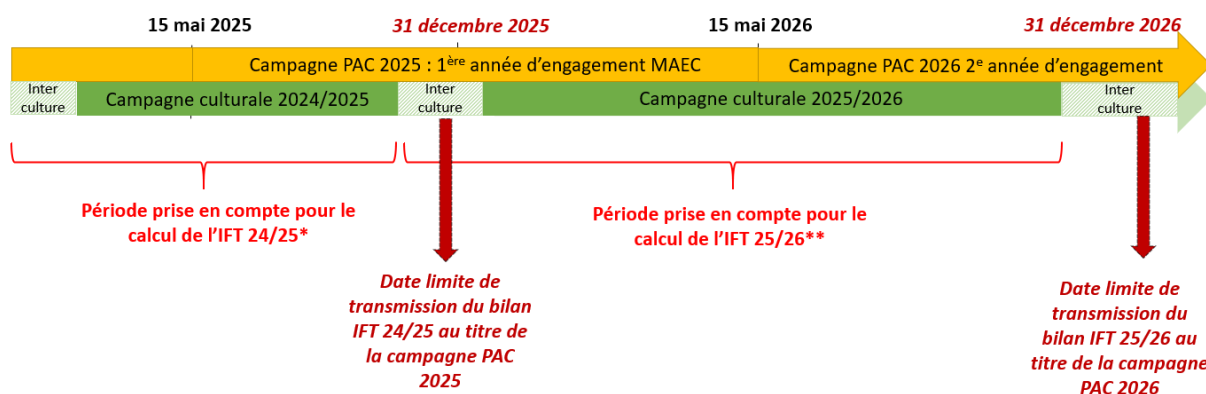 15 mai 2025
31 décembre 2025
15 mai 2026
31 décembre 2026
Campagne PAC 2025 : 1ère année d'engagement MAEC
Campagne PAC 2026 2e année d'engagement
Inter
culture
Campagne culturale 2024/2025
Inter
culture
Campagne culturale 2025/2026
Inter
culture
Période prise en compte pour le
calcul de l'IFT 24/25*
Période prise en compte pour le
calcul de l'IFT 25/26**
Date limite de
transmission du bilan
IFT 24/25 au titre de
la campagne PAC
2025
Date limite de
transmission du
bilan IFT 25/26 au
titre de la campagne
PAC 2026